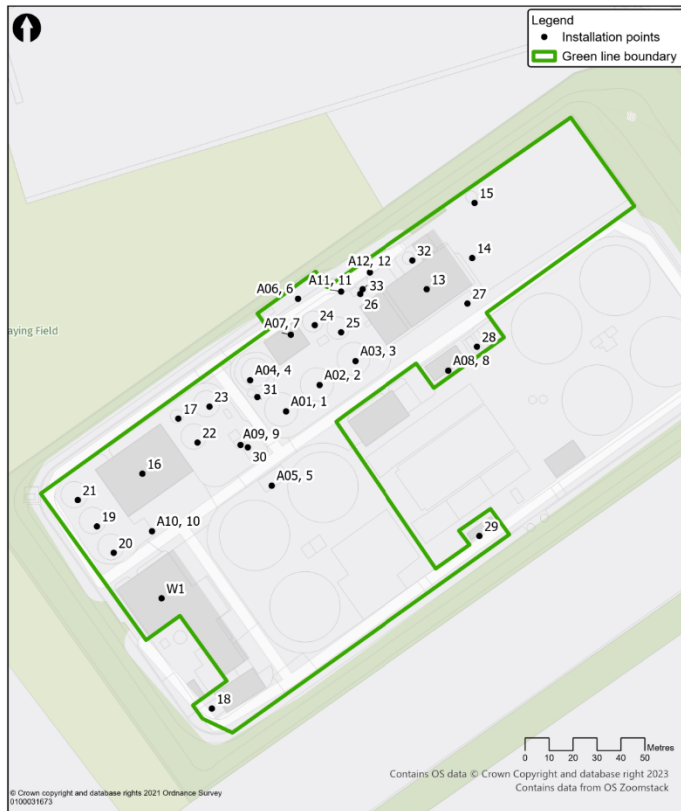 Legend
Installation points
Green line boundary
15
A12, 12
32
14
A11, 11
A06, 6
33
13
26
27
24
A07, 7
25
28
A03, 3
A08, 8
A04, 4
A02, 2
31
23
A01, 1
17
22
A09, 9
30
16
A05, 5
21
19
A10, 10
29
20
W1
18
aying Field
0 10 20 30 40 50 Metres
Contains OS data © Crown Copyright and database right 2023
Contains data from OS Zoomstack
© Crown copyright and database rights 2021 Ordnance Survey
0100031673